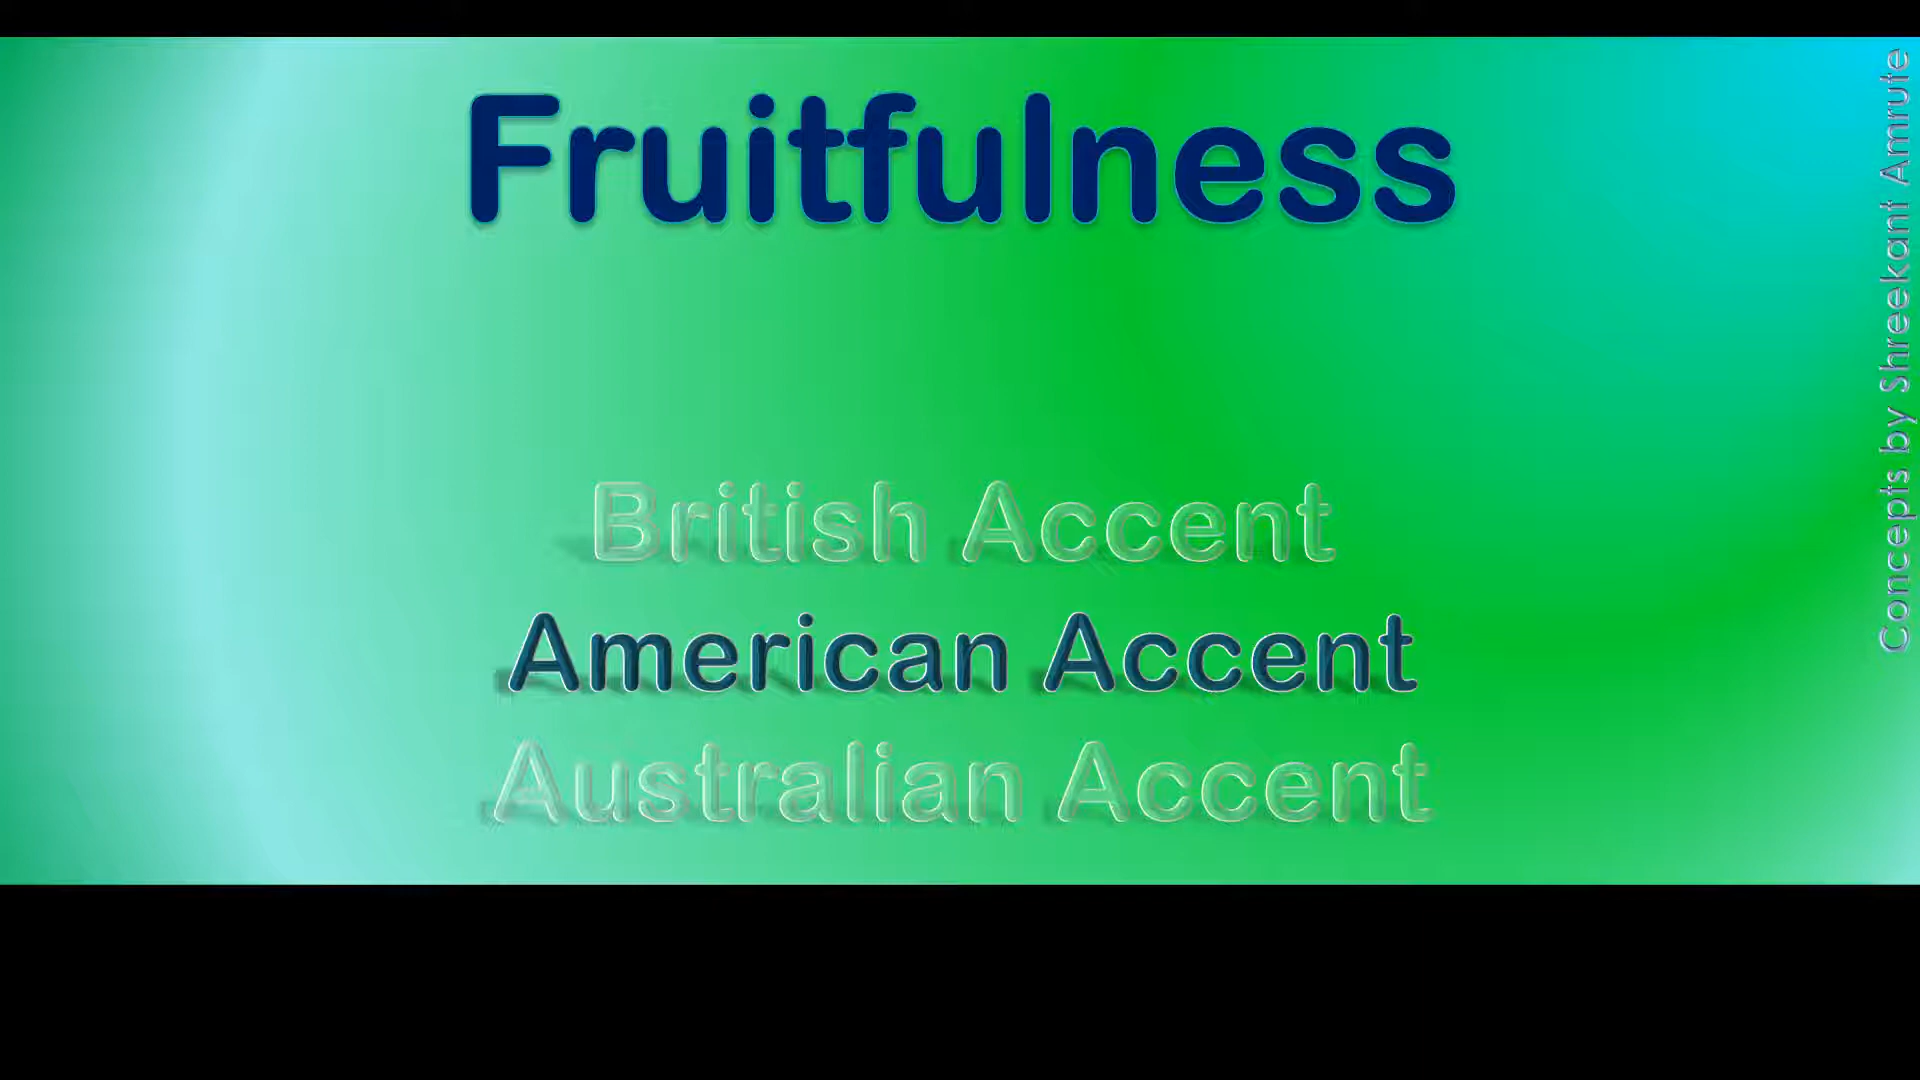 Fruitfulness
British Accent
American Accent
Australian Accent
Concepts by Shreekant Amrute